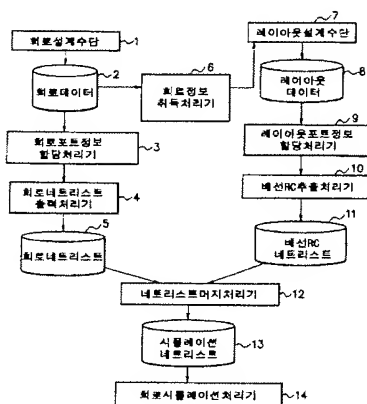 회로설계수단
1
7
레이아웃설계수단
2
회로데이터
6
회로정보
취득처리기
8
레이아웃
데이터
3
회로포트정보
할당처리기
9
레이아웃포트정보
할당처리기
4
회로네트리스트
출력처리기
10
배선RC추출처리기
5
회로네트리스트
11
배선RC
네트리스트
네트리스트머지처리기
12
시뮬레이션
네트리스트
13
회로시뮬레이션처리기
14